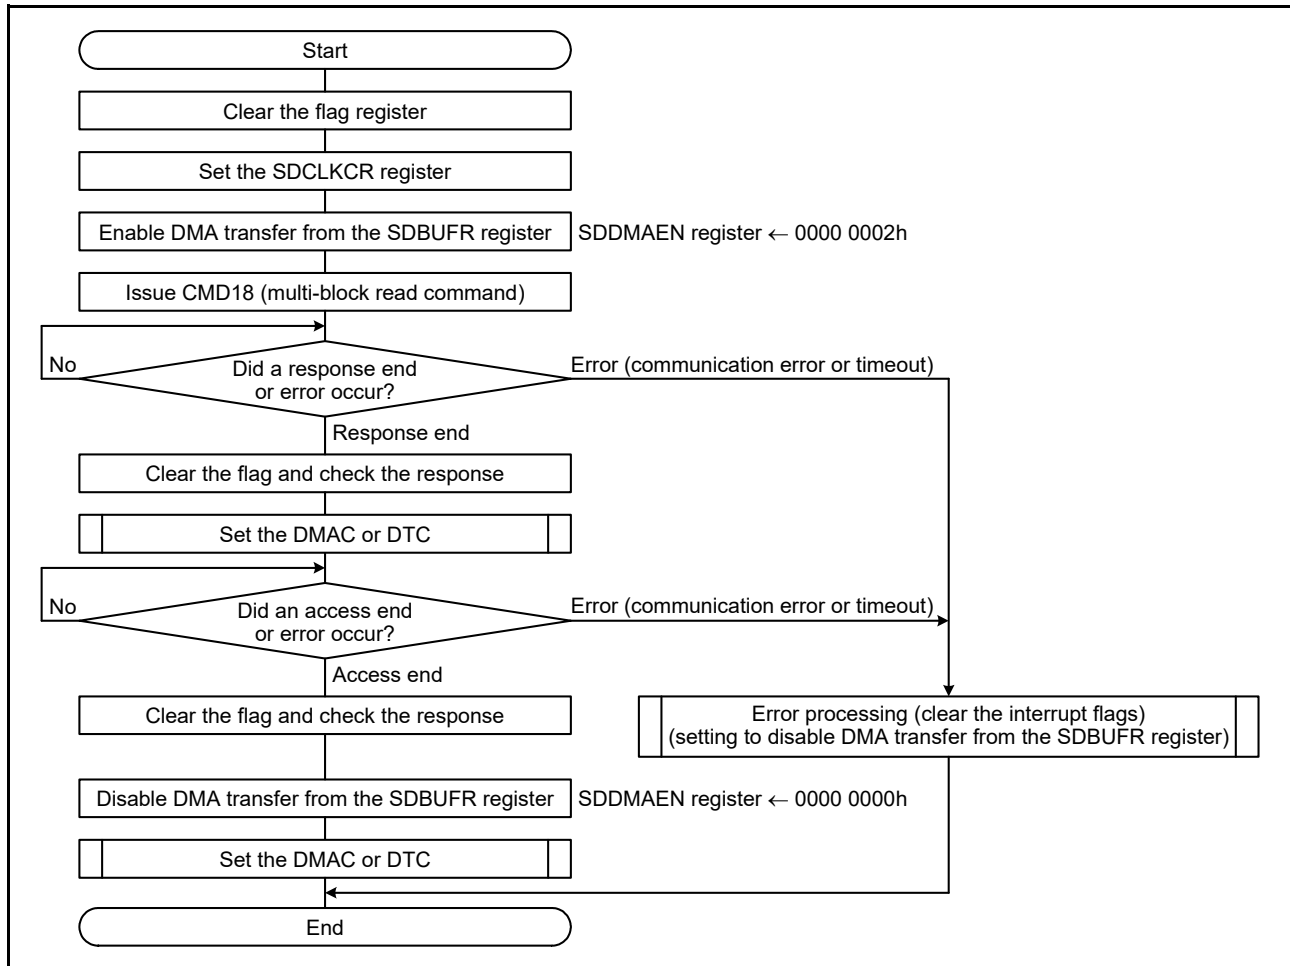 Start
Clear the flag register
Set the SDCLKCR register
Enable DMA transfer from the SDBUFR register
SDDMAEN register ← 0000 0002h
Issue CMD18 (multi-block read command)
No
Did a response end
or error occur?
Error (communication error or timeout)
Response end
Clear the flag and check the response
Set the DMAC or DTC
No
Did an access end
or error occur?
Error (communication error or timeout)
Access end
Clear the flag and check the response
Error processing (clear the interrupt flags)
(setting to disable DMA transfer from the SDBUFR register)
Disable DMA transfer from the SDBUFR register
SDDMAEN register ← 0000 0000h
Set the DMAC or DTC
End